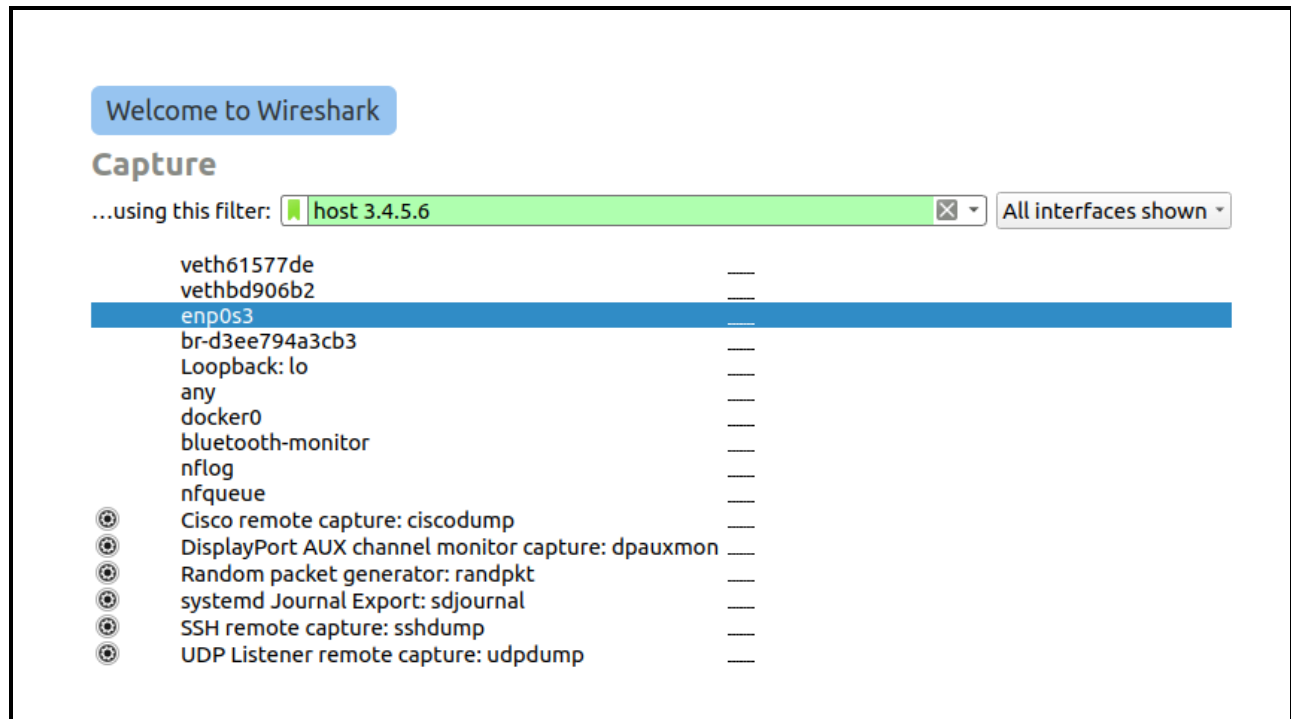 Welcome to Wireshark
Capture
...using this filter: host 3.4.5.6 All interfaces shown
veth61577de
vethbd906b2
enp0s3
br-d3ee794a3cb3
Loopback: lo
any
docker0
bluetooth-monitor
nflog
nfqueue
Cisco remote capture: ciscodump
DisplayPort AUX channel monitor capture: dpauxmon
Random packet generator: randpkt
systemd Journal Export: sdjournal
SSH remote capture: sshdump
UDP Listener remote capture: udpdump